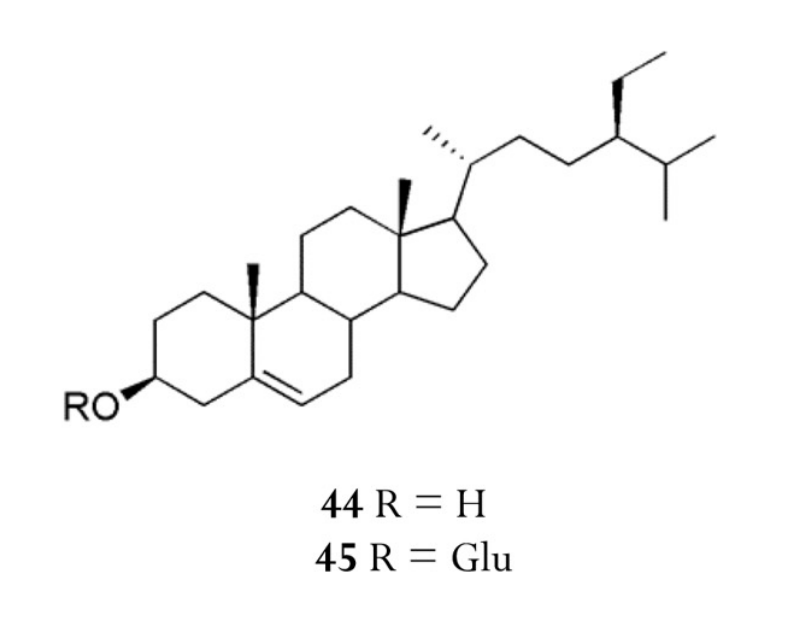 RO
44 R = H
45 R = Glu